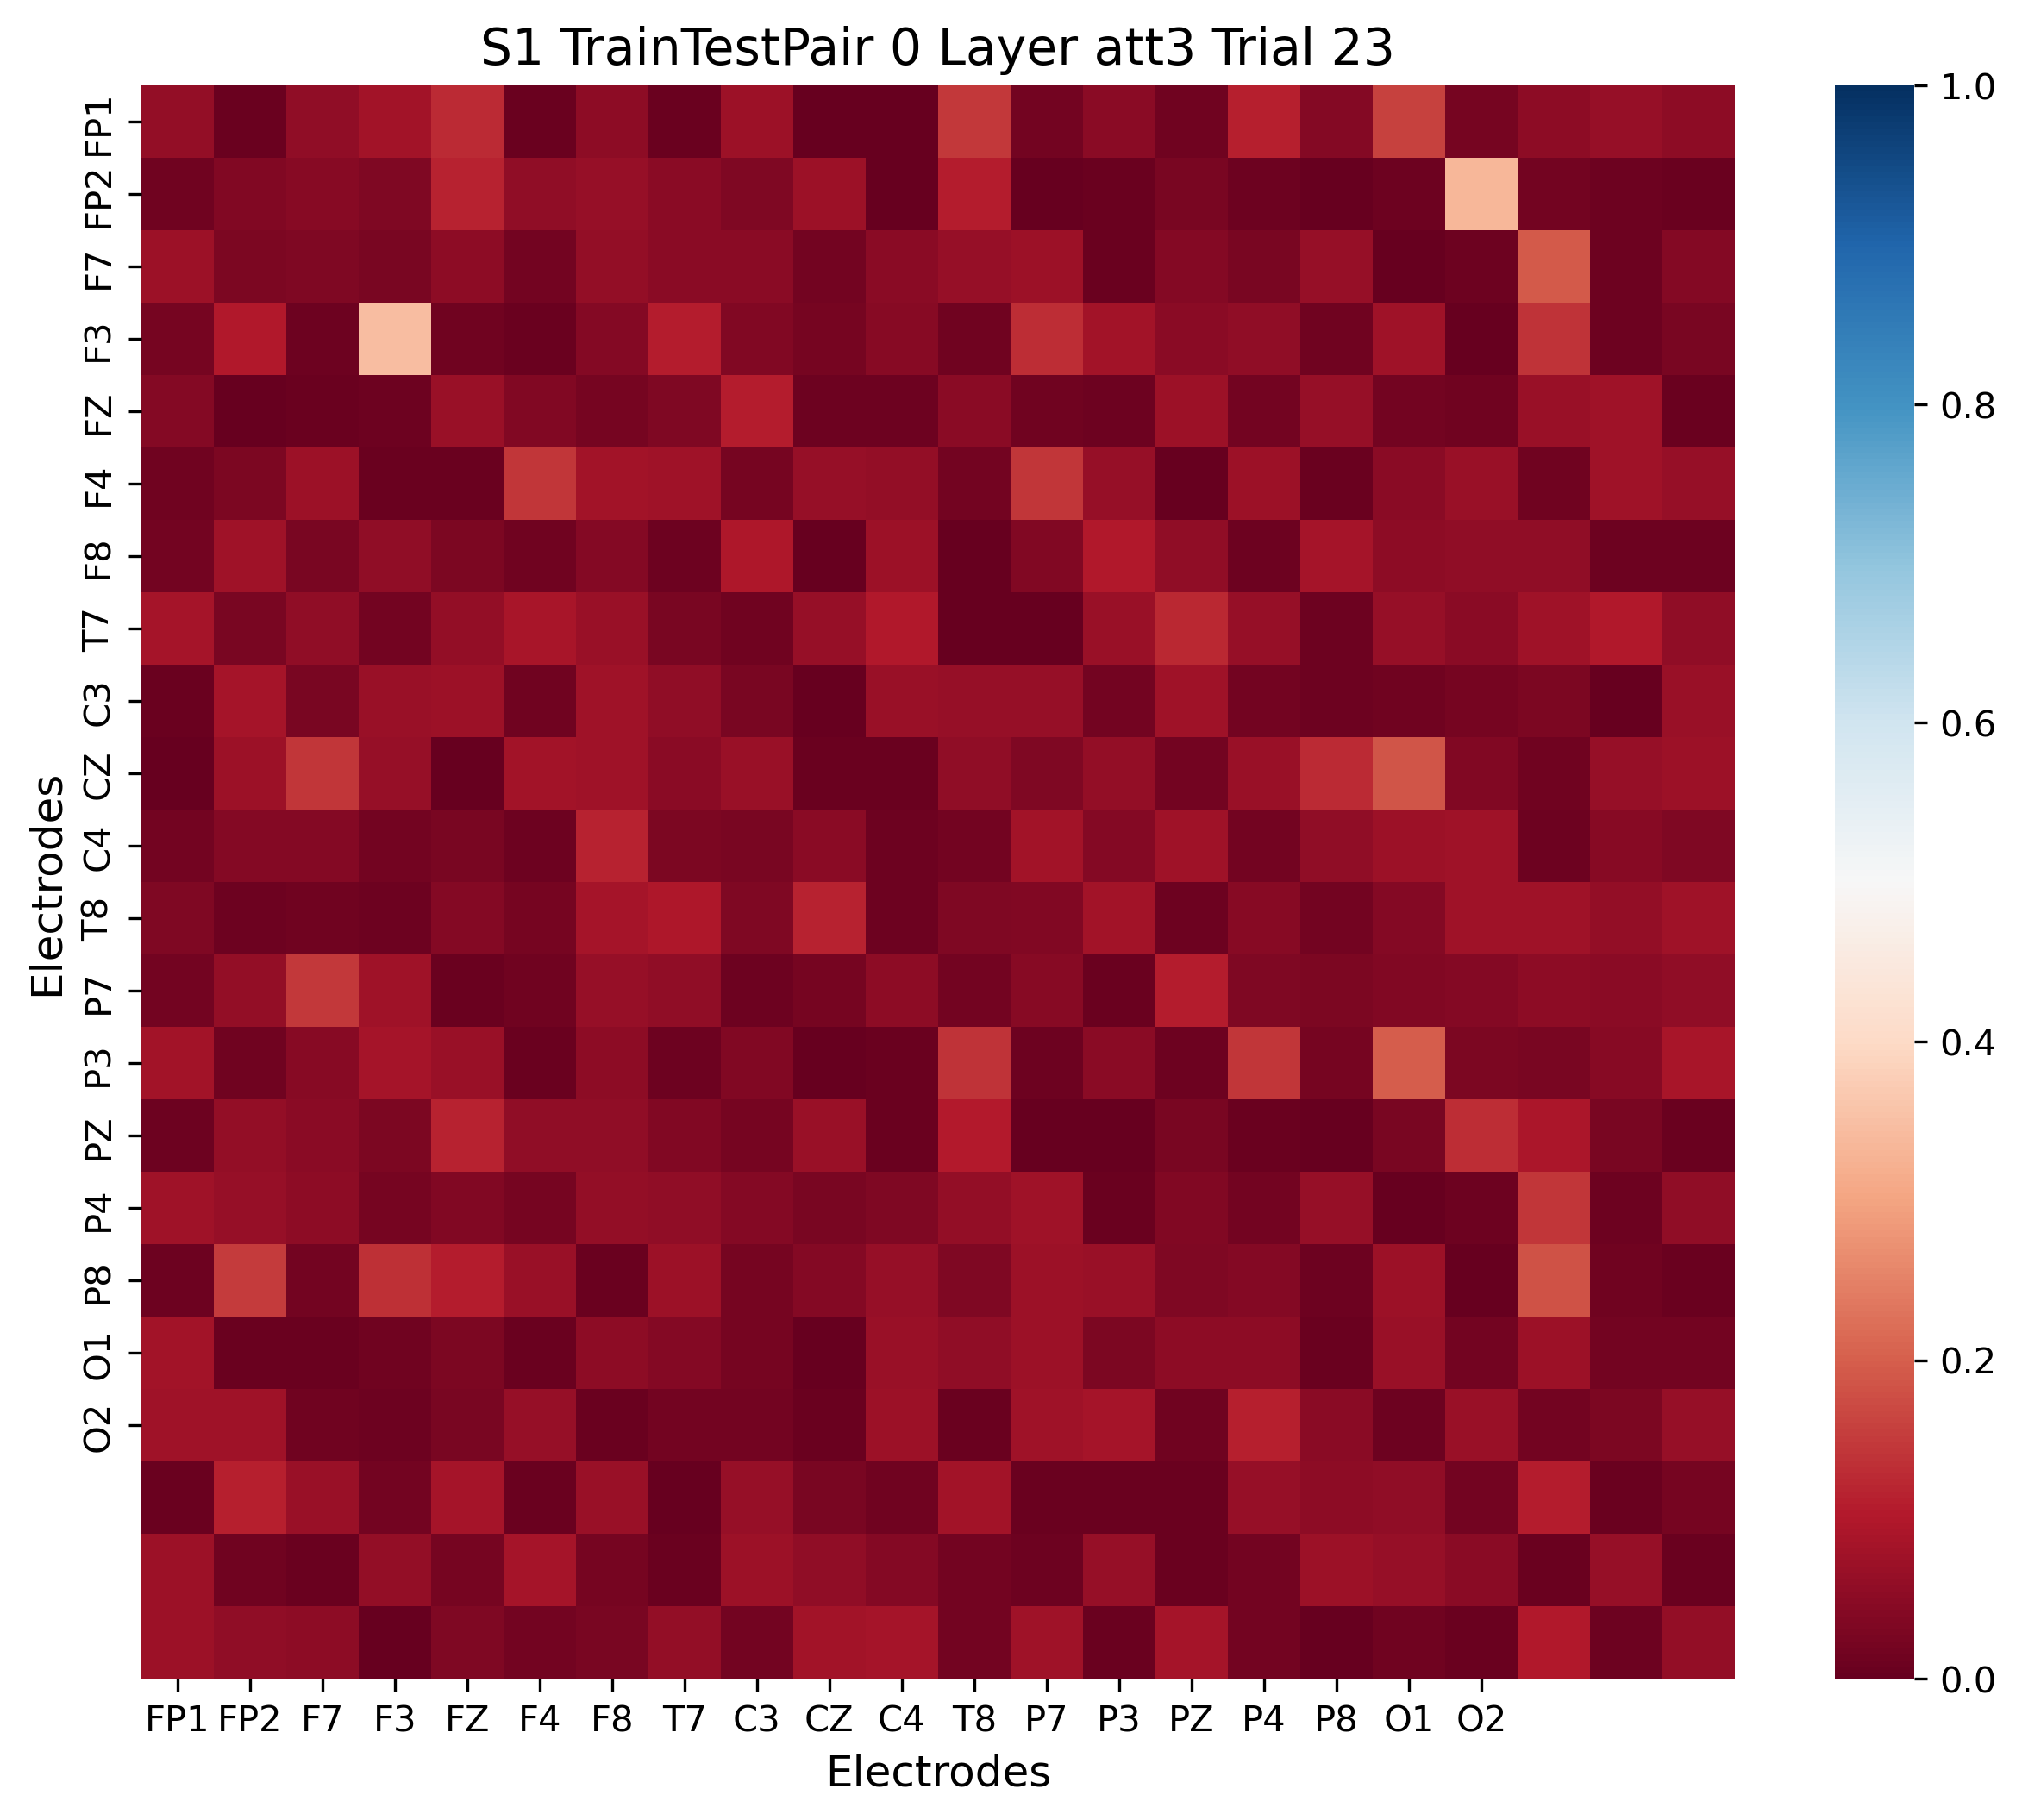 S1 TrainTestPair 0 Layer att3 Trial 23
Electrodes
FP1
FP2
F7
F3
FZ
F4
F8
T7
C3
CZ
C4
T8
P7
P3
PZ
P4
P8
O1
O2
FP1 FP2 F7 F3 FZ F4 F8 T7 C3 CZ C4 T8 P7 P3 PZ P4 P8 O1 O2
Electrodes
1.0
0.8
0.6
0.4
0.2
0.0